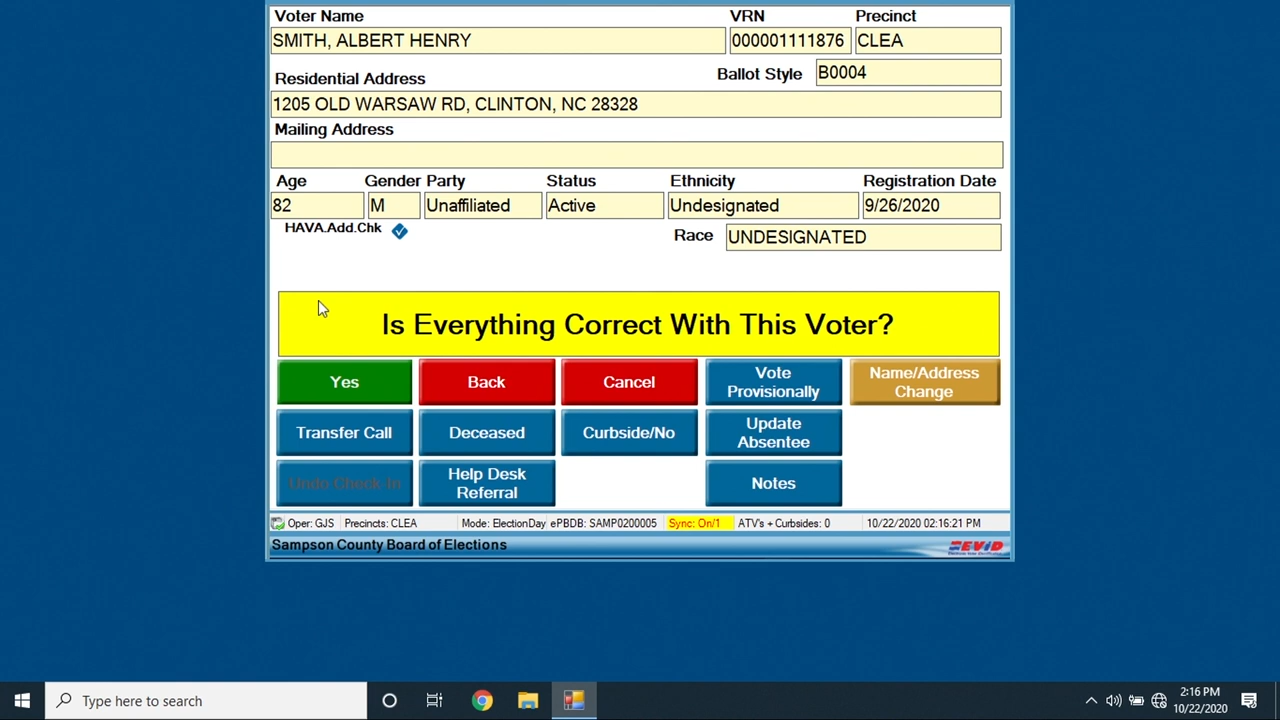 Voter Name VRN Precinct
SMITH, ALBERT HENRY 000001111876 CLEA
Residential Address Ballot Style B0004
1205 OLD WARSAW RD, CLINTON, NC 28328
Mailing Address
Age Gender Party Status Ethnicity Registration Date
82 M Unaffiliated Active Undesignated 9/26/2020
HAVA.Add.Chk Race UNDESIGNATED
Is Everything Correct With This Voter?
Yes Back Cancel Vote Provisionally Name/Address Change
Transfer Call Deceased Curbside/No Update Absentee
Undo Check-In Help Desk Referral Notes
Oper: GJS Precincts: CLEA Mode: ElectionDay ePBDB: SAMP0200005 Sync: On/1 ATV's + Curbsides: 0 10/22/2020 02:16:21 PM
Sampson County Board of Elections EViD
Type here to search 2:16 PM
10/22/2020